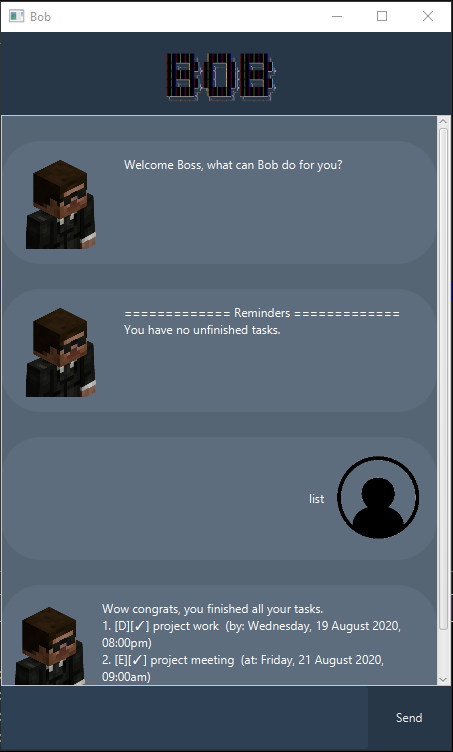 Bob
BOB
Welcome Boss, what can Bob do for you?
============= Reminders =============
You have no unfinished tasks.
list
Wow congrats, you finished all your tasks.
1. [D][✓] project work  (by: Wednesday, 19 August 2020,
08:00pm)
2. [E][✓] project meeting  (at: Friday, 21 August 2020,
09:00am)
Send